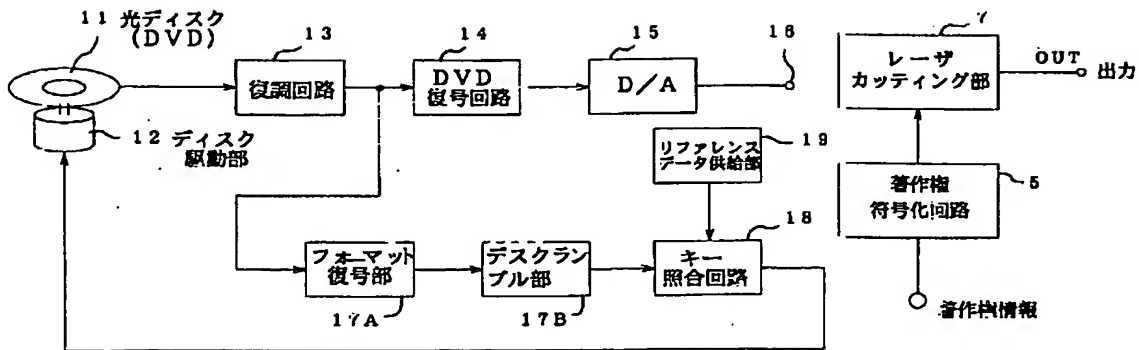 11 光ディスク
(DVD)
12 ディスク
駆動部
13
復調回路
14
DVD
復号回路
15
D/A
16
7
レーザ
カッティング部
OUT
出力
19
リファレンス
データ供給部
5
著作権
符号化回路
著作権情報
フォーマット
復号部
17A
デスクラン
ブル部
17B
18
キー
照合回路